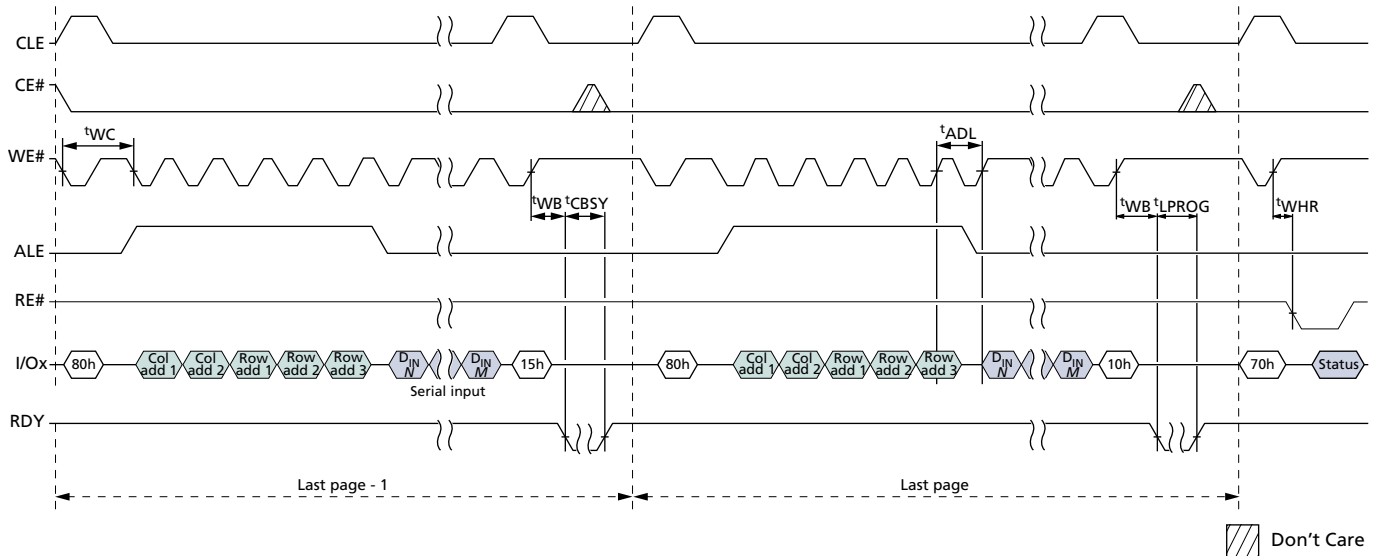 CLE
CE#
tWC
tADL
WE#
tWB tCBSY
tWB tLPROG
tWHR
ALE
RE#
I/Ox
80h
Col add 1
Col add 2
Row add 1
Row add 2
Row add 3
DIN N
DIN M
15h
80h
Col add 1
Col add 2
Row add 1
Row add 2
Row add 3
DIN N
DIN M
10h
70h
Status
Serial input
RDY
Last page - 1
Last page
Don't Care